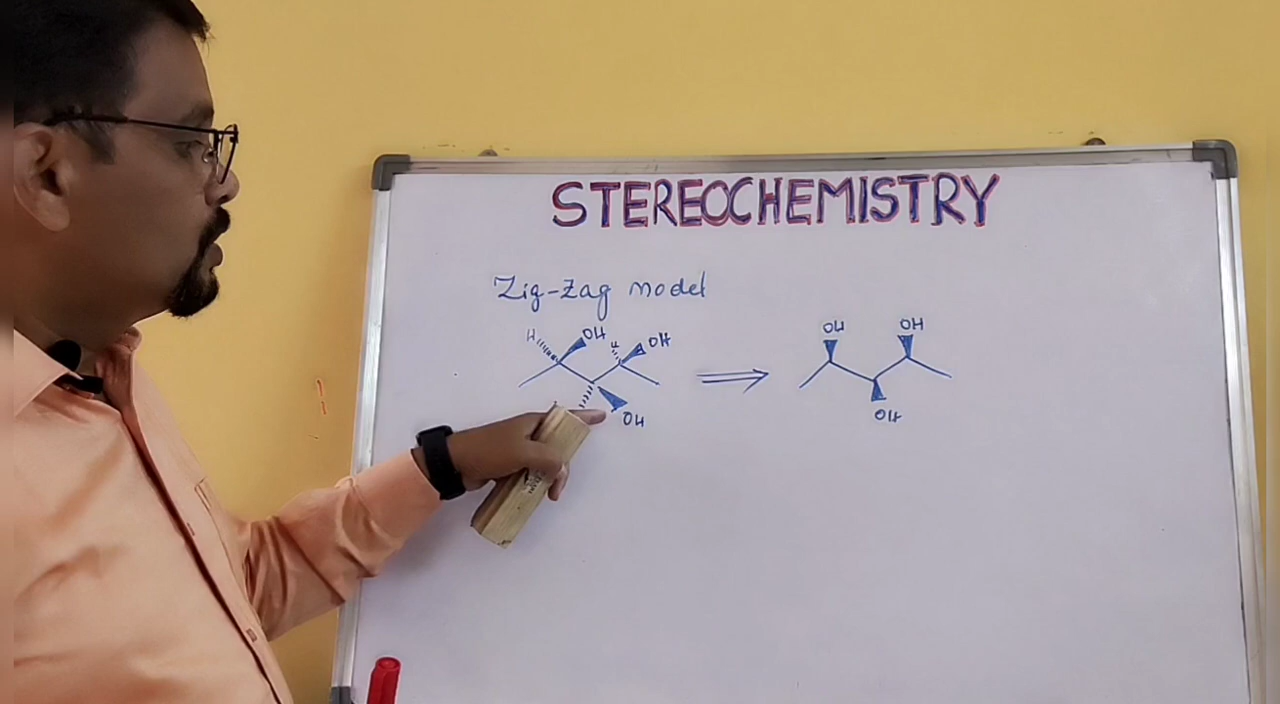 STEREOCHEMISTRY
Zig-Zag model
H OH H OH
OH
OH OH
OH